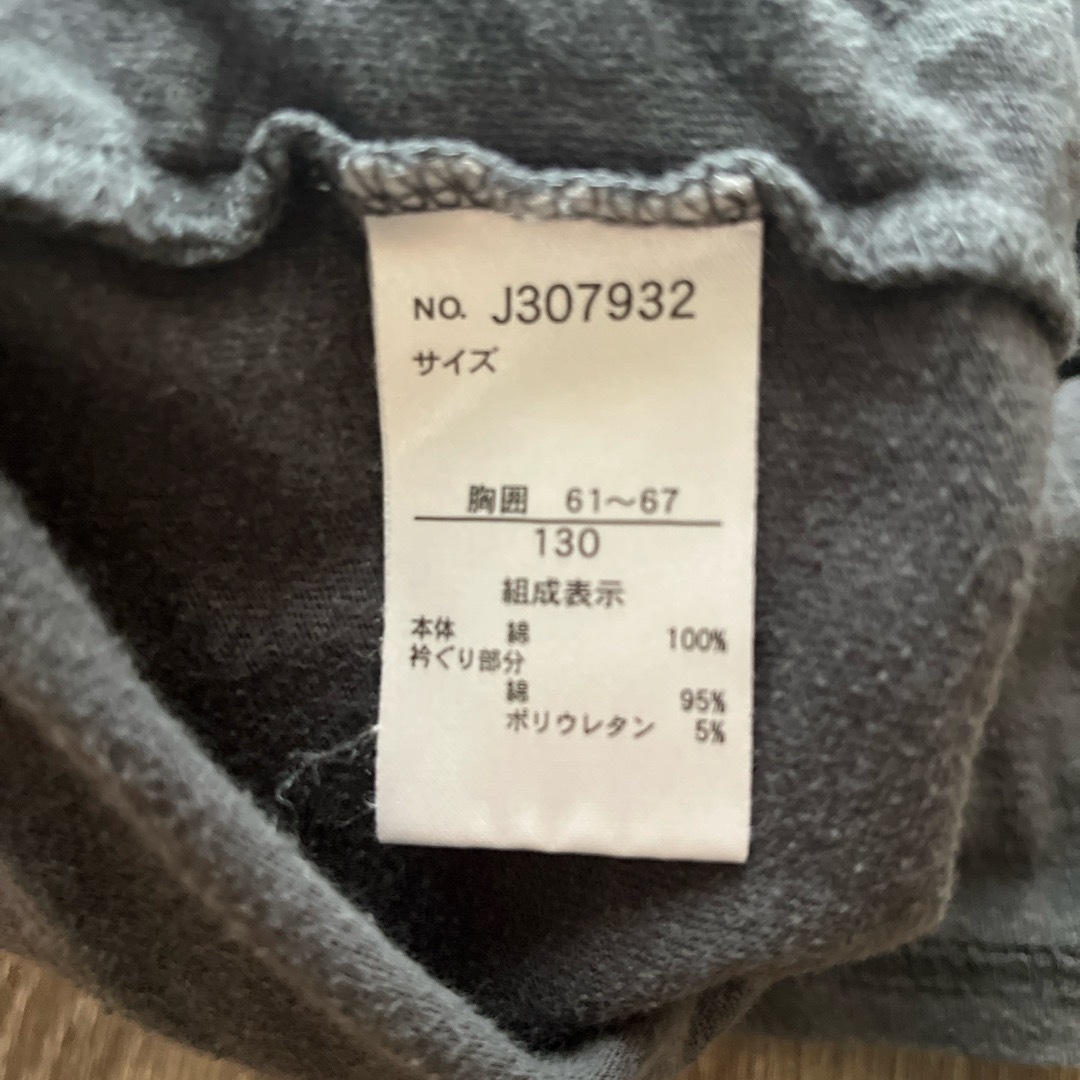 NO. J307932
サイズ
胸囲 61～67
130
組成表示
本体 綿 100%
衿ぐり部分
綿 95%
ポリウレタン 5%